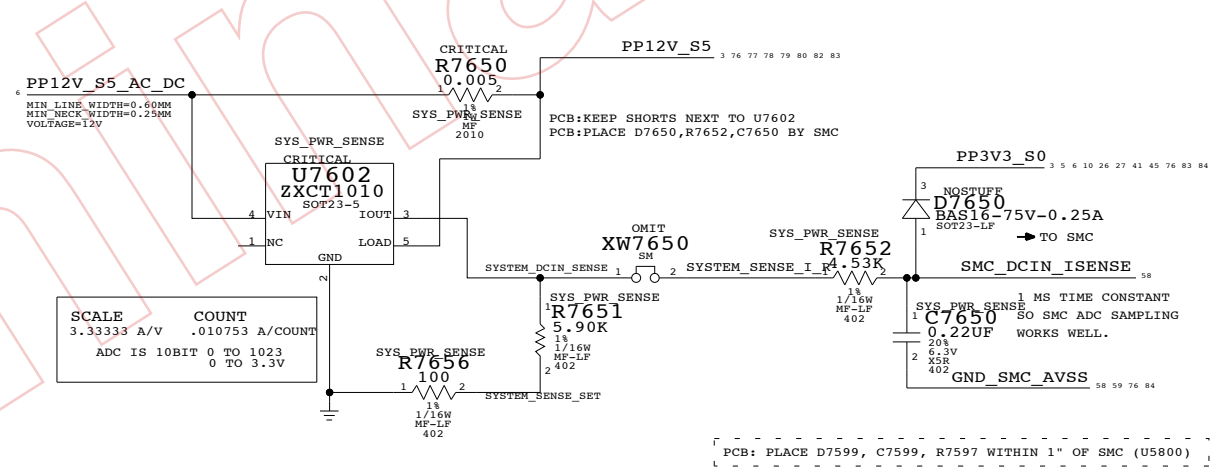 CRITICAL
R7650
0.005
1 2
1%
1W
MF
2010
SYS_PWR_SENSE
PP12V_S5
3 76 77 78 79 80 82 83
6
PP12V_S5_AC_DC
MIN_LINE_WIDTH=0.60MM
MIN_NECK_WIDTH=0.25MM
VOLTAGE=12V
PCB:KEEP SHORTS NEXT TO U7602
PCB:PLACE D7650,R7652,C7650 BY SMC
SYS_PWR_SENSE
CRITICAL
U7602
ZXCT1010
SOT23-5
4 VIN IOUT 3
1 NC LOAD 5
GND
2
PP3V3_S0
3 5 6 10 26 27 41 45 76 83 84
3
NOSTUFF
D7650
BAS16-75V-0.25A
SOT23-LF
1
TO SMC
OMIT
XW7650
SM
1 2
SYSTEM_DCIN_SENSE
SYSTEM_SENSE_I_R
SYS_PWR_SENSE
R7652
4.53K
1 2
1%
1/16W
MF-LF
402
SMC_DCIN_ISENSE
58
SYS_PWR_SENSE
1
R7651
5.90K
1%
1/16W
MF-LF
402
2
SYS_PWR_SENSE
1
C7650
0.22UF
20%
6.3V
X5R
402
2
1 MS TIME CONSTANT
SO SMC ADC SAMPLING
WORKS WELL.
GND_SMC_AVSS
58 59 76 84
SCALE COUNT
3.33333 A/V .010753 A/COUNT
ADC IS 10BIT 0 TO 1023
0 TO 3.3V
SYS_PWR_SENSE
R7656
100
1 2
1%
1/16W
MF-LF
402
SYSTEM_SENSE_SET
PCB: PLACE D7599, C7599, R7597 WITHIN 1" OF SMC (U5800)